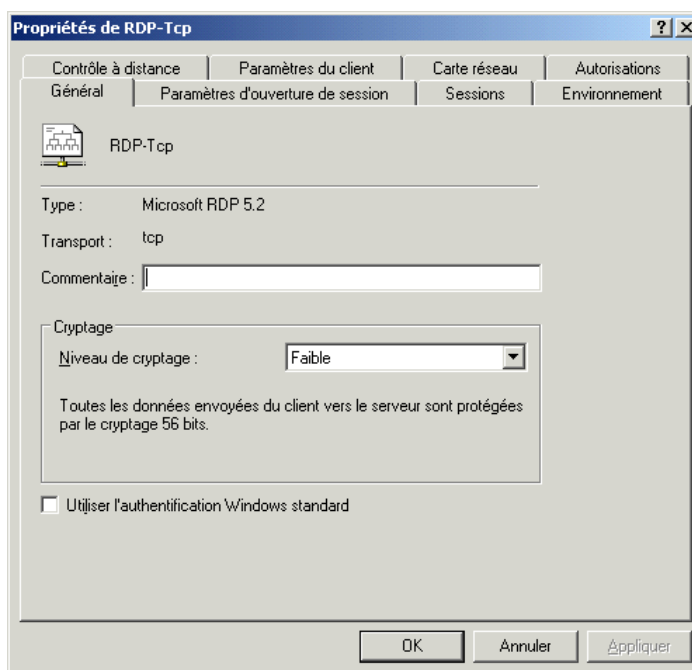 Propriétés de RDP-Tcp
Contrôle à distance Paramètres du client Carte réseau Autorisations
Général Paramètres d'ouverture de session Sessions Environnement
RDP-Tcp
Type : Microsoft RDP 5.2
Transport : tcp
Commentaire :
Cryptage
Niveau de cryptage : Faible
Toutes les données envoyées du client vers le serveur sont protégées
par le cryptage 56 bits.
Utiliser l'authentification Windows standard
OK Annuler Appliquer